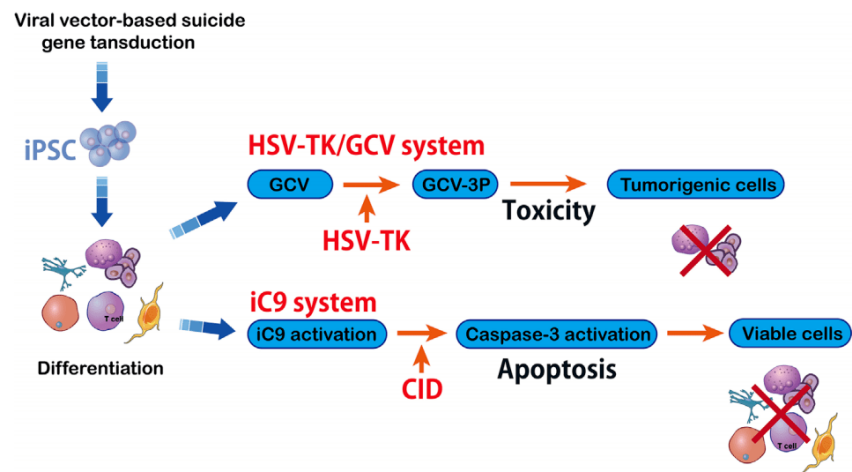 Viral vector-based suicide
gene tansduction
iPSC
HSV-TK/GCV system
GCV
GCV-3P
Tumorigenic cells
Toxicity
HSV-TK
T cell
iC9 system
iC9 activation
Caspase-3 activation
Viable cells
Differentiation
CID
Apoptosis
T cell